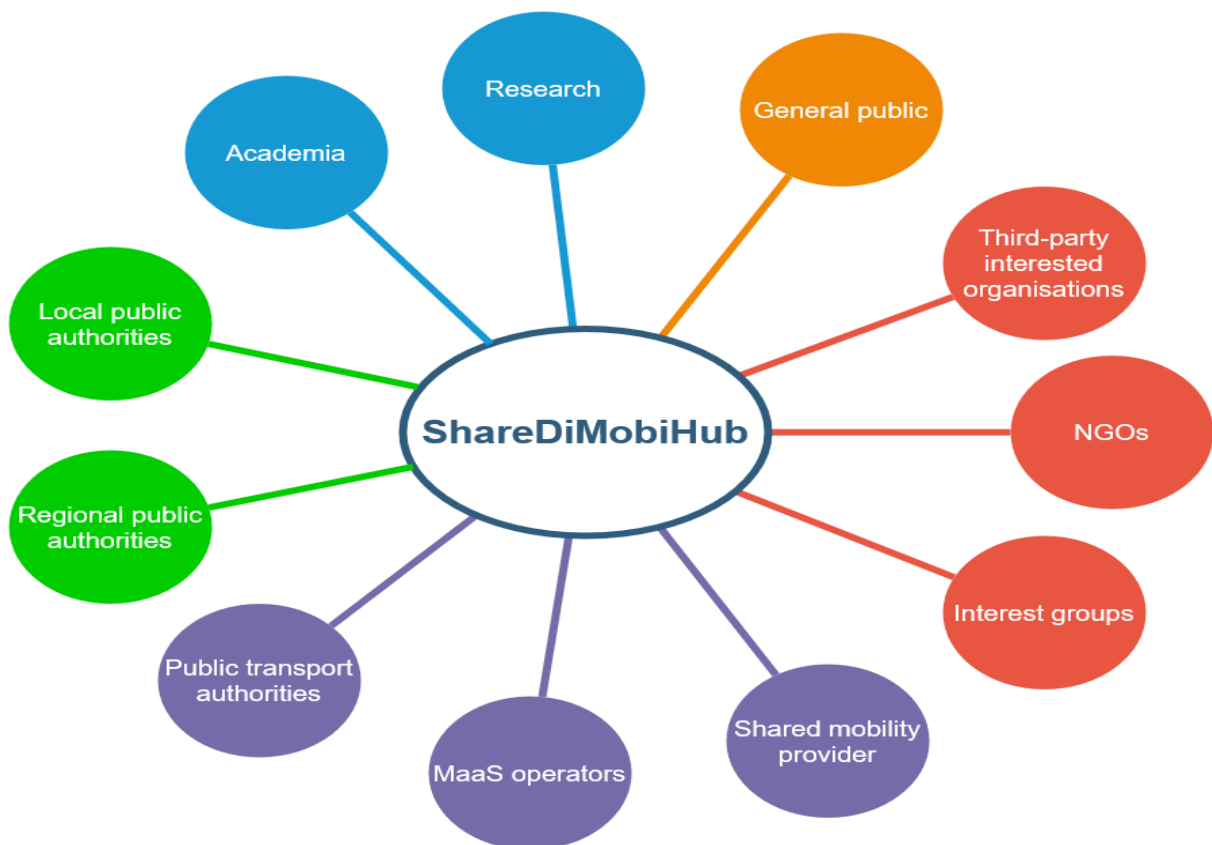 Research
General public
Academia
Third-party
interested
organisations
Local public
authorities
ShareDiMobiHub
NGOs
Regional public
authorities
Interest groups
Public transport
authorities
Shared mobility
provider
MaaS operators